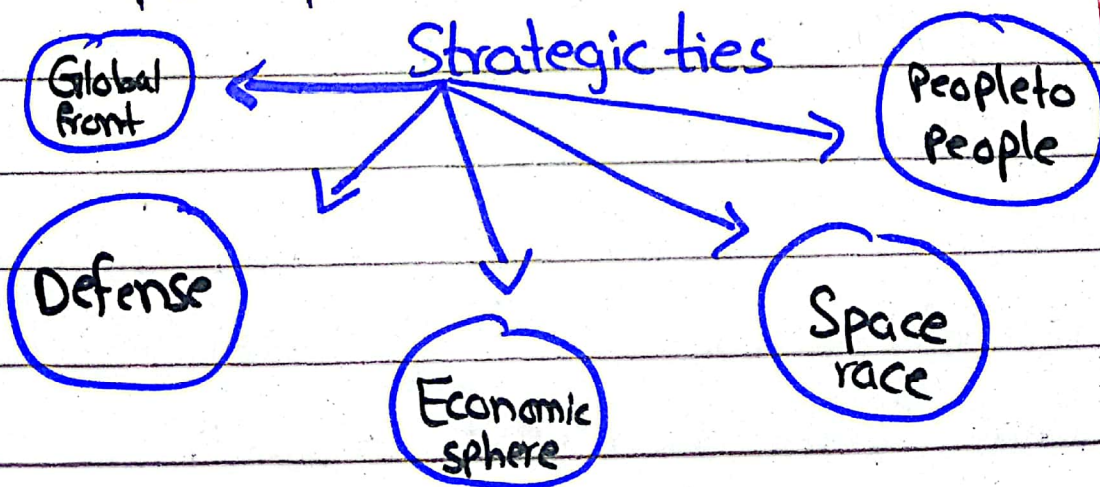 Strategic ties
Global
front
People to
People
Defense
Space
race
Economic
sphere